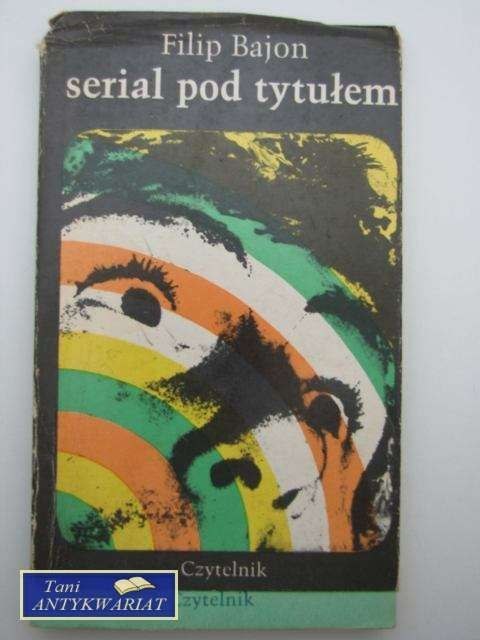 Filip Bajon
serial pod tytułem
Czytelnik
Czytelnik
Tani
ANTYKWARIAT